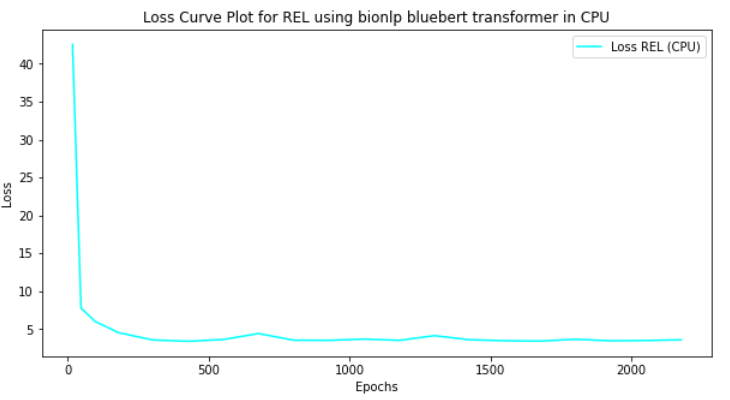 Loss Curve Plot for REL using bionlp bluebert transformer in CPU
Loss REL (CPU)
40
35
30
25
20
15
10
5
Loss
0 500 1000 1500 2000
Epochs